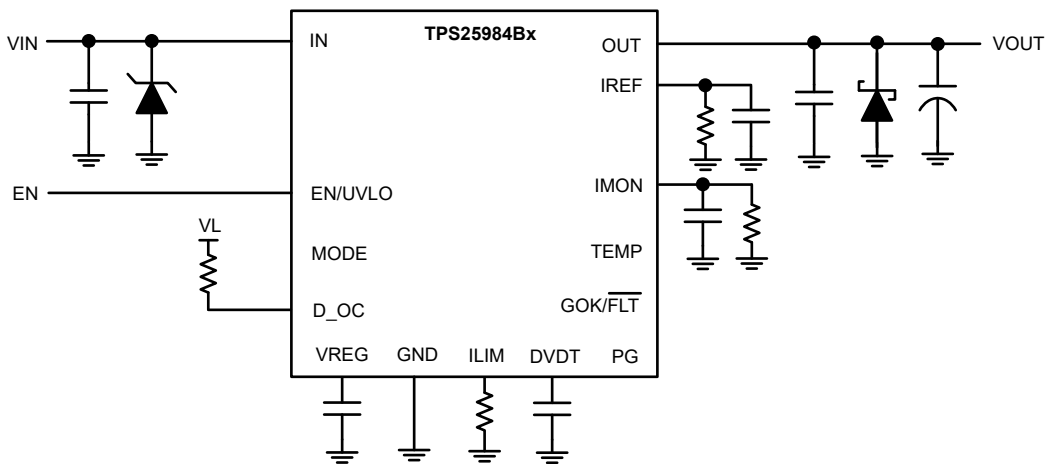 TPS25984Bx
VIN
IN
OUT
VOUT
IREF
EN
EN/UVLO
IMON
VL
MODE
TEMP
D_OC
GOK/FLT
VREG
GND
ILIM
DVDT
PG